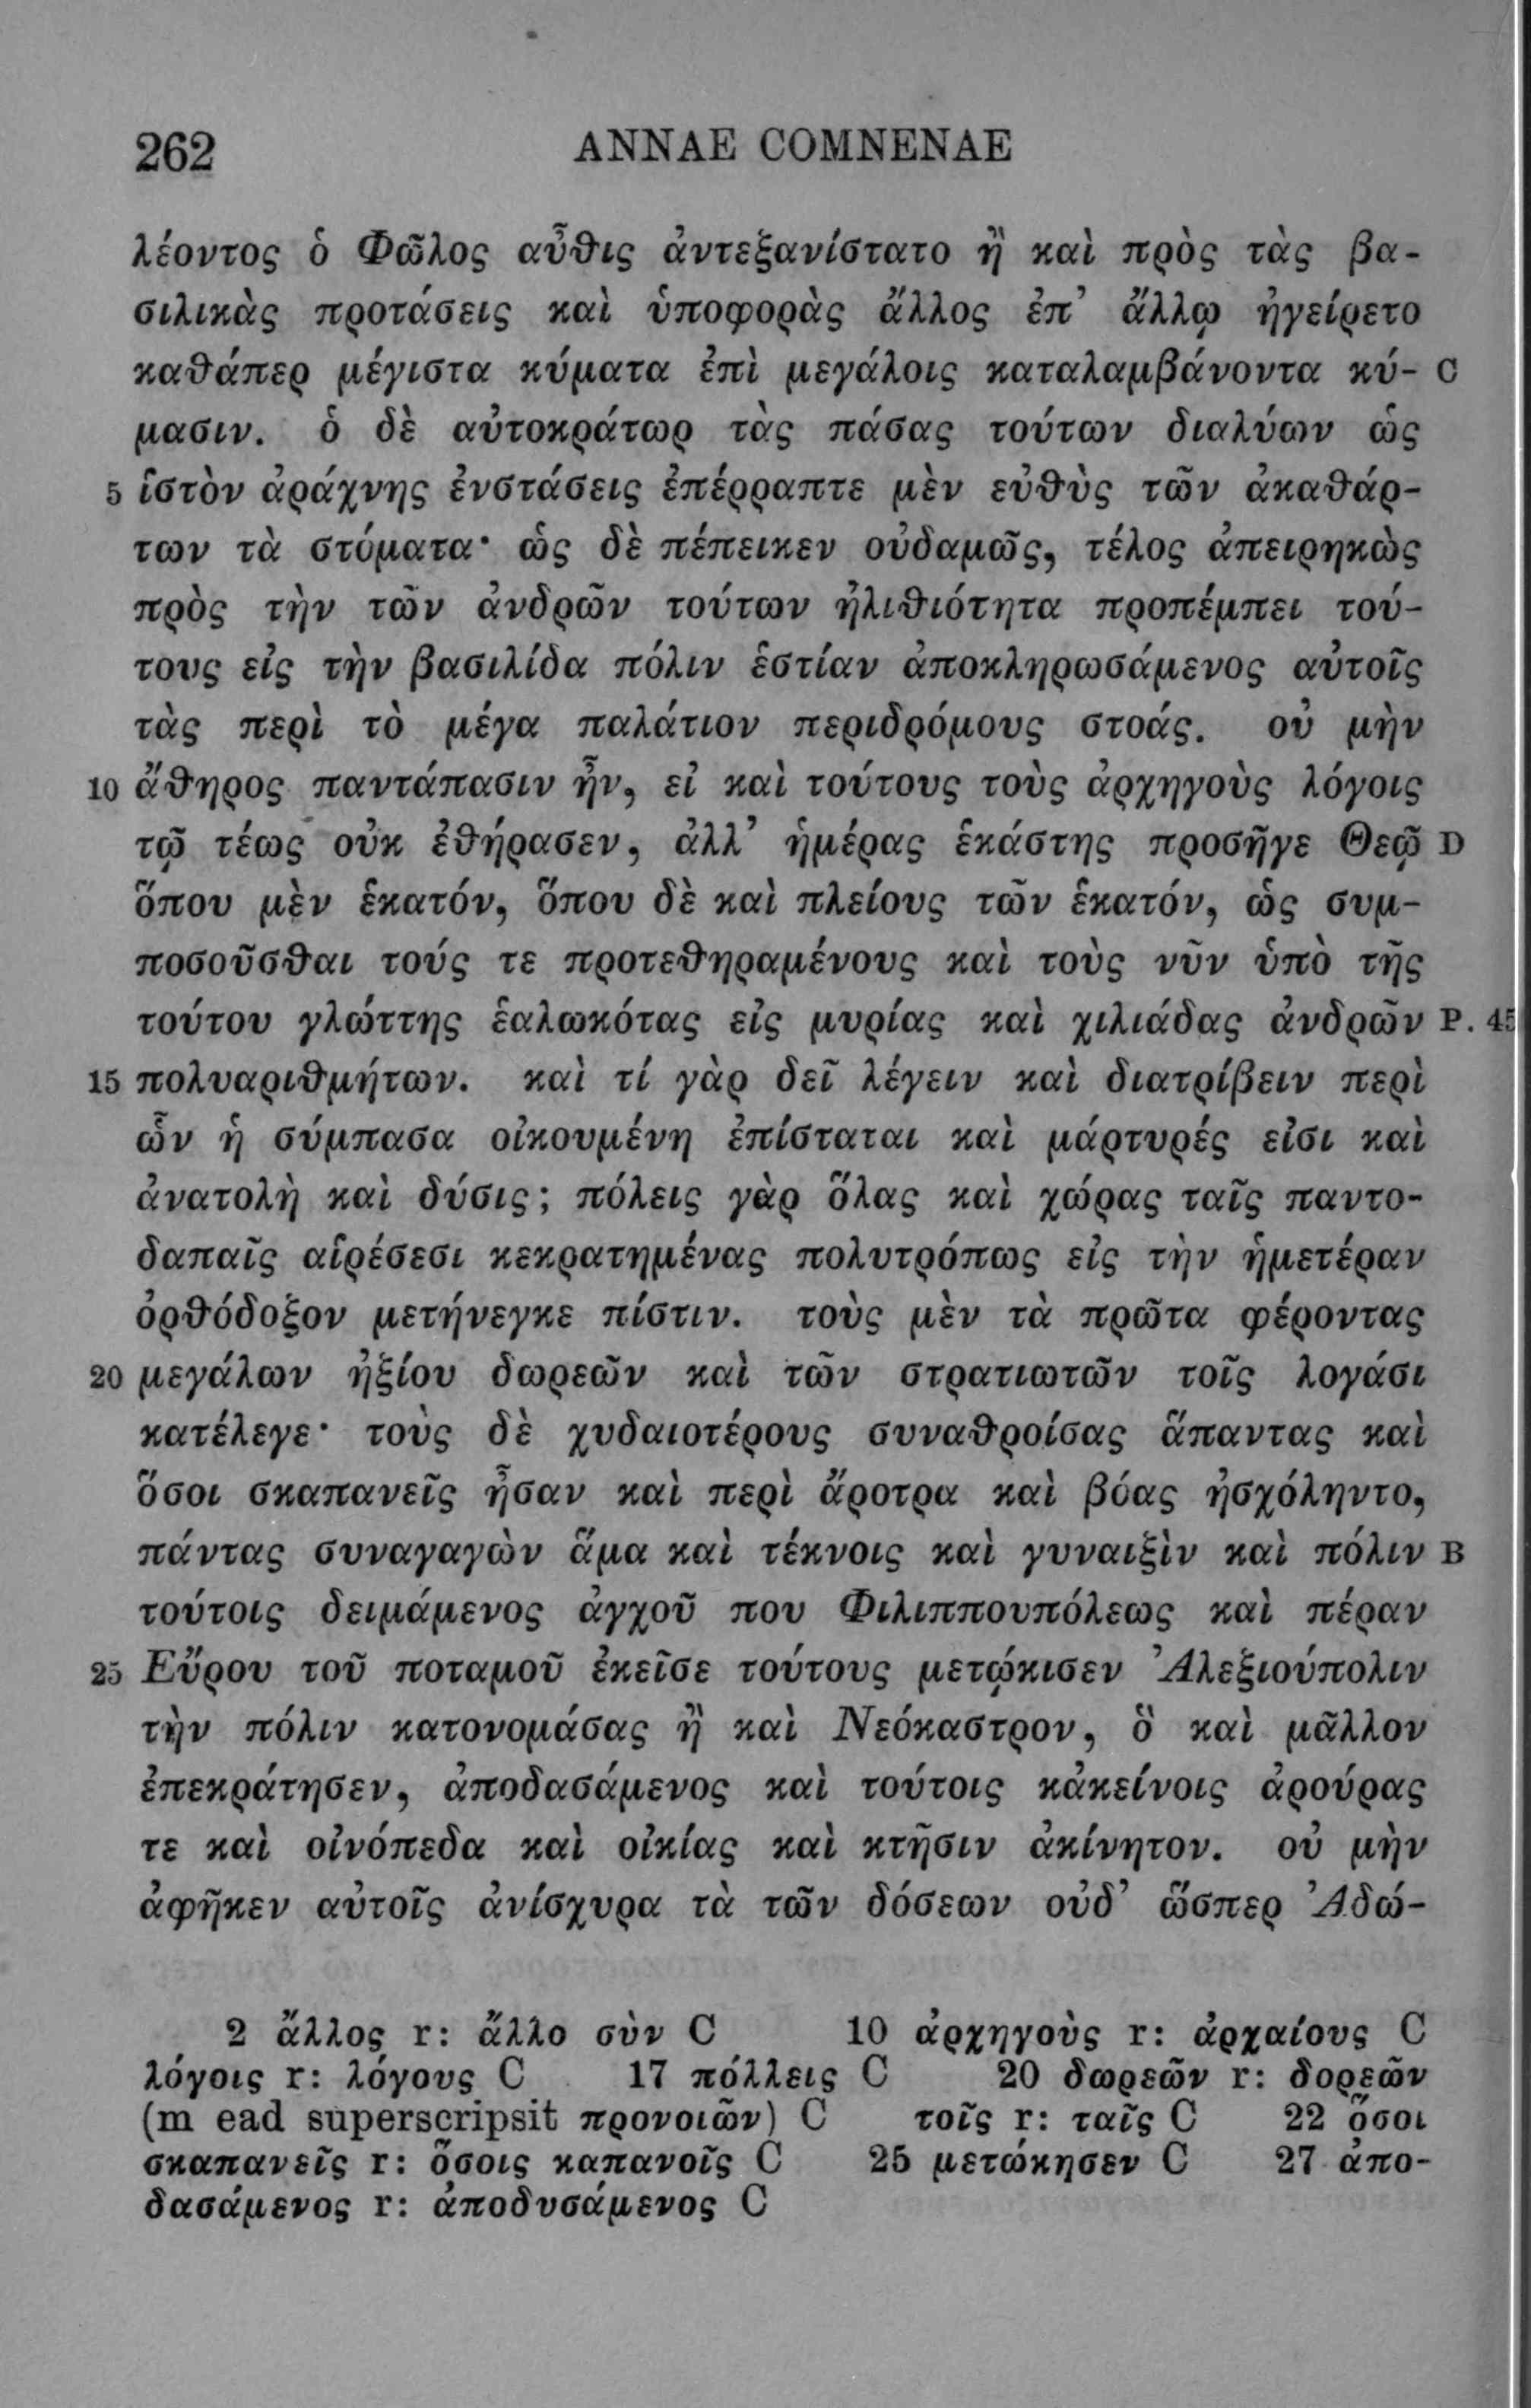 262 ANNAE COMNENAE
λέοντος ὁ Φῶλος αὖθις ἀντεξανίστατο ἢ καὶ πρὸς τὰς βα-
σιλικὰς προτάσεις καὶ ὑποφορὰς ἄλλος ἐπ’ ἄλλῳ ἠγείρετο
καθάπερ μέγιστα κύματα ἐπὶ μεγάλοις καταλαμβάνοντα κύ- C
μασιν. ὁ δὲ αὐτοκράτωρ τὰς πάσας τούτων διαλύων ὡς
5 ἱστὸν ἀράχνης ἐνστάσεις ἐπέρραπτε μὲν εὐθὺς τῶν ἀκαθάρ-
των τὰ στόματα· ὡς δὲ πέπεικεν οὐδαμῶς, τέλος ἀπειρηκὼς
πρὸς τὴν τῶν ἀνδρῶν τούτων ἠλιθιότητα προπέμπει τού-
τους εἰς τὴν βασιλίδα πόλιν ἑστίαν ἀποκληρωσάμενος αὐτοῖς
τὰς περὶ τὸ μέγα παλάτιον περιδρόμους στοάς. οὐ μὴν
10 ἄθηρος παντάπασιν ἦν, εἰ καὶ τούτους τοὺς ἀρχηγοὺς λόγοις
τῷ τέως οὐκ ἐθήρασεν, ἀλλ’ ἡμέρας ἑκάστης προσῆγε Θεῷ D
ὅπου μὲν ἑκατόν, ὅπου δὲ καὶ πλείους τῶν ἑκατόν, ὡς συμ-
ποσοῦσθαι τούς τε προτεθηραμένους καὶ τοὺς νῦν ὑπὸ τῆς
τούτου γλώττης ἑαλωκότας εἰς μυρίας καὶ χιλιάδας ἀνδρῶν P. 45
15 πολυαριθμήτων. καὶ τί γὰρ δεῖ λέγειν καὶ διατρίβειν περὶ
ὧν ἡ σύμπασα οἰκουμένη ἐπίσταται καὶ μάρτυρές εἰσι καὶ
ἀνατολὴ καὶ δύσις; πόλεις γὰρ ὅλας καὶ χώρας ταῖς παντο-
δαπαῖς αἱρέσεσι κεκρατημένας πολυτρόπως εἰς τὴν ἡμετέραν
ὀρθόδοξον μετήνεγκε πίστιν. τοὺς μὲν τὰ πρῶτα φέροντας
20 μεγάλων ἠξίου δωρεῶν καὶ τῶν στρατιωτῶν τοῖς λογάσι
κατέλεγε· τοὺς δὲ χυδαιοτέρους συναθροίσας ἅπαντας καὶ
ὅσοι σκαπανεῖς ἦσαν καὶ περὶ ἄροτρα καὶ βόας ἠσχόληντο,
πάντας συναγαγὼν ἅμα καὶ τέκνοις καὶ γυναιξὶν καὶ πόλιν B
τούτοις δειμάμενος ἀγχοῦ που Φιλιππουπόλεως καὶ πέραν
25 Εὔρου τοῦ ποταμοῦ ἐκεῖσε τούτους μετῴκισεν Ἀλεξιούπολιν
τὴν πόλιν κατονομάσας ἢ καὶ Νεόκαστρον, ὃ καὶ μᾶλλον
ἐπεκράτησεν, ἀποδασάμενος καὶ τούτοις κἀκείνοις ἀρούρας
τε καὶ οἰνόπεδα καὶ οἰκίας καὶ κτῆσιν ἀκίνητον. οὐ μὴν
ἀφῆκεν αὐτοῖς ἀνίσχυρα τὰ τῶν δόσεων οὐδ’ ὥσπερ Ἀδώ-
2 ἄλλος r: ἄλλο σὺν C 10 ἀρχηγοὺς r: ἀρχαίους C
λόγοις r: λόγους C 17 πόλλεις C 20 δωρεῶν r: δορεῶν
(m ead superscripsit προνοιῶν) C τοῖς r: ταῖς C 22 ὅσοι
σκαπανεῖς r: ὅσοις καπανοῖς C 25 μετώκησεν C 27 ἀπο-
δασάμενος r: ἀποδυσάμενος C